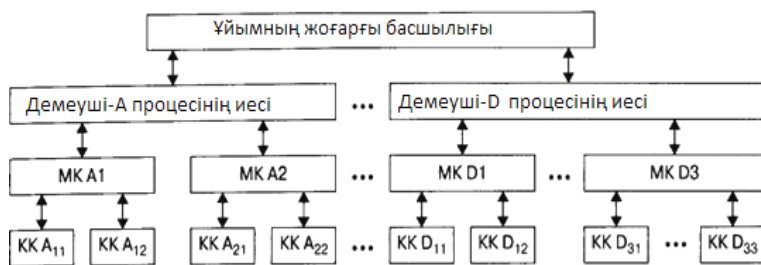 Ұйымның жоғарғы басшылығы
Демеуші-А процесінің иесі ... Демеуші-D процесінің иесі
МК А1 МК А2 ... МК D1 ... МК D3
КК А₁₁ КК А₁₂ КК А₂₁ КК А₂₂ ... КК D₁₁ КК D₁₂ КК D₃₁ ... КК D₃₃